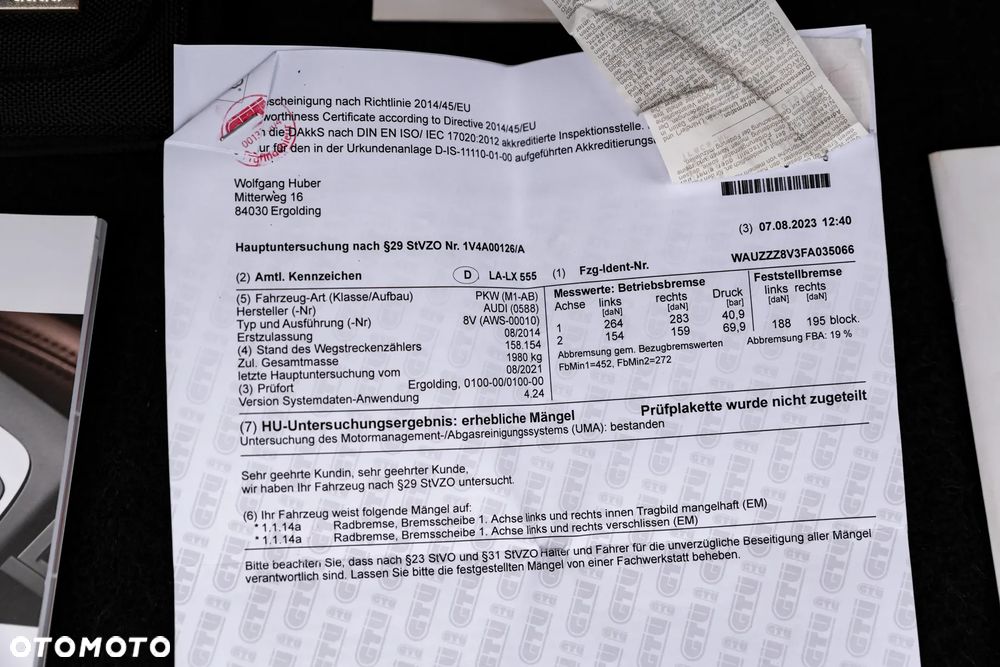 scheinigung nach Richtlinie 2014/45/EU
worthiness Certificate according to Directive 2014/45/EU
die DAkkS nach DIN EN ISO/ IEC 17020:2012 akkreditierte Inspektionsstelle.
ur für den in der Urkundenanlage D-IS-11110-01-00 aufgeführten Akkreditierung
Wolfgang Huber
Mitterweg 16
84030 Ergolding
(3) 07.08.2023 12:40
Hauptuntersuchung nach §29 StVZO Nr. 1V4A00126/A
(2) Amtl. Kennzeichen D LA-LX 555 (1) Fzg-Ident-Nr. WAUZZZ8V3FA035066
(5) Fahrzeug-Art (Klasse/Aufbau) PKW (M1-AB)
Hersteller (-Nr) AUDI (0588)
Typ und Ausführung (-Nr) 8V (AWS-00010)
Erstzulassung 08/2014
(4) Stand des Wegstreckenzählers 158.154
Zul. Gesamtmasse 1980 kg
letzte Hauptuntersuchung vom 08/2021
(3) Prüfort Ergolding, 0100-00/0100-00
Version Systemdaten-Anwendung 4.24
Messwerte: Betriebsbremse
Achse links rechts Druck
[daN] [daN] [bar]
1 264 283 40,9
2 154 159 69,9
Abbremsung gem. Bezugbremswerten
FbMin1=452, FbMin2=272
Feststellbremse
links rechts
[daN] [daN]
188 195 block.
Abbremsung FBA: 19 %
(7) HU-Untersuchungsergebnis: erhebliche Mängel Prüfplakette wurde nicht zugeteilt
Untersuchung des Motormanagement-/Abgasreinigungssystems (UMA): bestanden
Sehr geehrte Kundin, sehr geehrter Kunde,
wir haben Ihr Fahrzeug nach §29 StVZO untersucht.
(6) Ihr Fahrzeug weist folgende Mängel auf:
* 1.1.14a Radbremse, Bremsscheibe 1. Achse links und rechts innen Tragbild mangelhaft (EM)
* 1.1.14a Radbremse, Bremsscheibe 1. Achse links und rechts verschlissen (EM)
Bitte beachten Sie, dass nach §23 StVO und §31 StVZO Halter und Fahrer für die unverzügliche Beseitigung aller Mängel
verantwortlich sind. Lassen Sie bitte die festgestellten Mängel von einer Fachwerkstatt beheben.
GTÜ
OTOMOTO